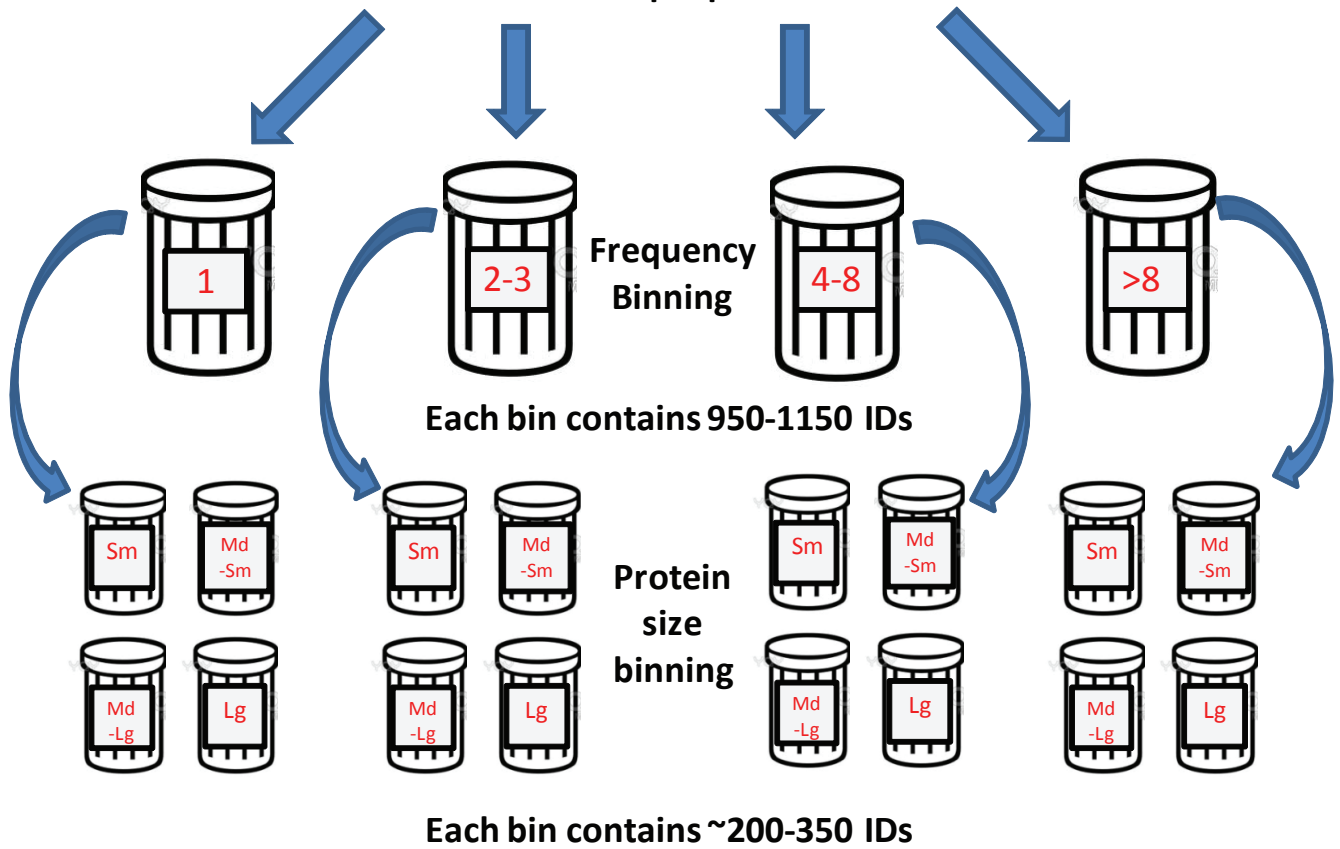 1
2-3
4-8
>8
Frequency
Binning
Each bin contains 950-1150 IDs
Sm
Md
-Sm
Sm
Md
-Sm
Sm
Md
-Sm
Sm
Md
-Sm
Protein
size
binning
Md
-Lg
Lg
Md
-Lg
Lg
Md
-Lg
Lg
Md
-Lg
Lg
Each bin contains ~200-350 IDs